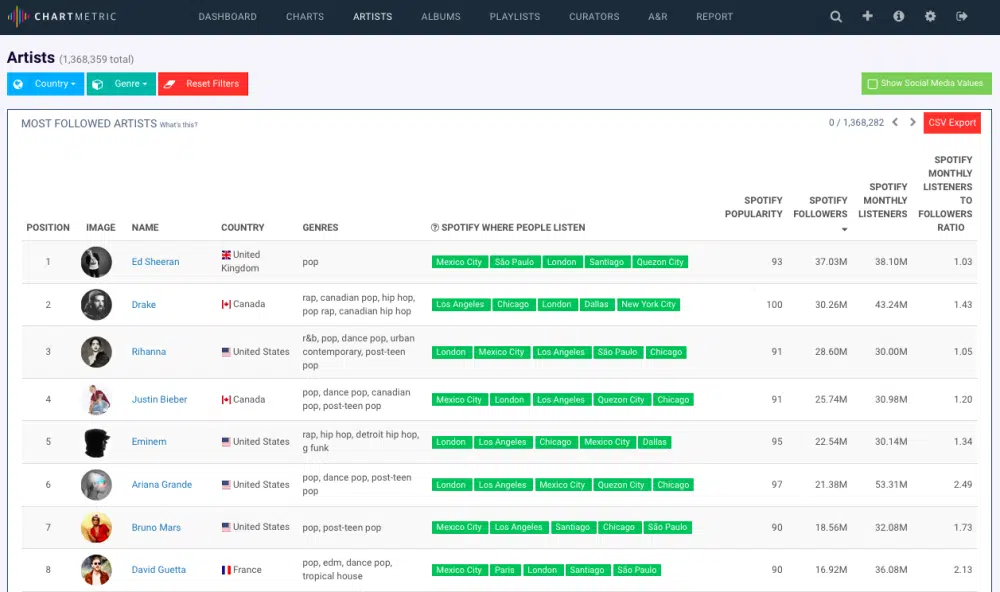 CHARTMETRIC DASHBOARD CHARTS ARTISTS ALBUMS PLAYLISTS CURATORS A&R REPORT
Artists (1,368,359 total)
Country Genre Reset Filters Show Social Media Values
MOST FOLLOWED ARTISTS What's this? 0 / 1,368,282 CSV Export
POSITION IMAGE NAME COUNTRY GENRES SPOTIFY WHERE PEOPLE LISTEN SPOTIFY POPULARITY SPOTIFY FOLLOWERS SPOTIFY MONTHLY LISTENERS SPOTIFY MONTHLY LISTENERS TO FOLLOWERS RATIO
1 Ed Sheeran United Kingdom pop Mexico City São Paulo London Santiago Quezon City 93 37.03M 38.10M 1.03
2 Drake Canada rap, canadian pop, hip hop, pop rap, canadian hip hop Los Angeles Chicago London Dallas New York City 100 30.26M 43.24M 1.43
3 Rihanna United States r&b, pop, dance pop, urban contemporary, post-teen pop London Mexico City Los Angeles São Paulo Chicago 91 28.60M 30.00M 1.05
4 Justin Bieber Canada pop, dance pop, canadian pop, post-teen pop Mexico City London Los Angeles Quezon City Chicago 91 25.74M 30.98M 1.20
5 Eminem United States rap, hip hop, detroit hip hop, g funk London Los Angeles Chicago Mexico City Dallas 95 22.54M 30.14M 1.34
6 Ariana Grande United States pop, dance pop, post-teen pop London Los Angeles Mexico City Quezon City Chicago 97 21.38M 53.31M 2.49
7 Bruno Mars United States pop, post-teen pop Mexico City Los Angeles Santiago Chicago São Paulo 90 18.56M 32.08M 1.73
8 David Guetta France pop, edm, dance pop, tropical house Mexico City Paris London Santiago São Paulo 90 16.92M 36.08M 2.13